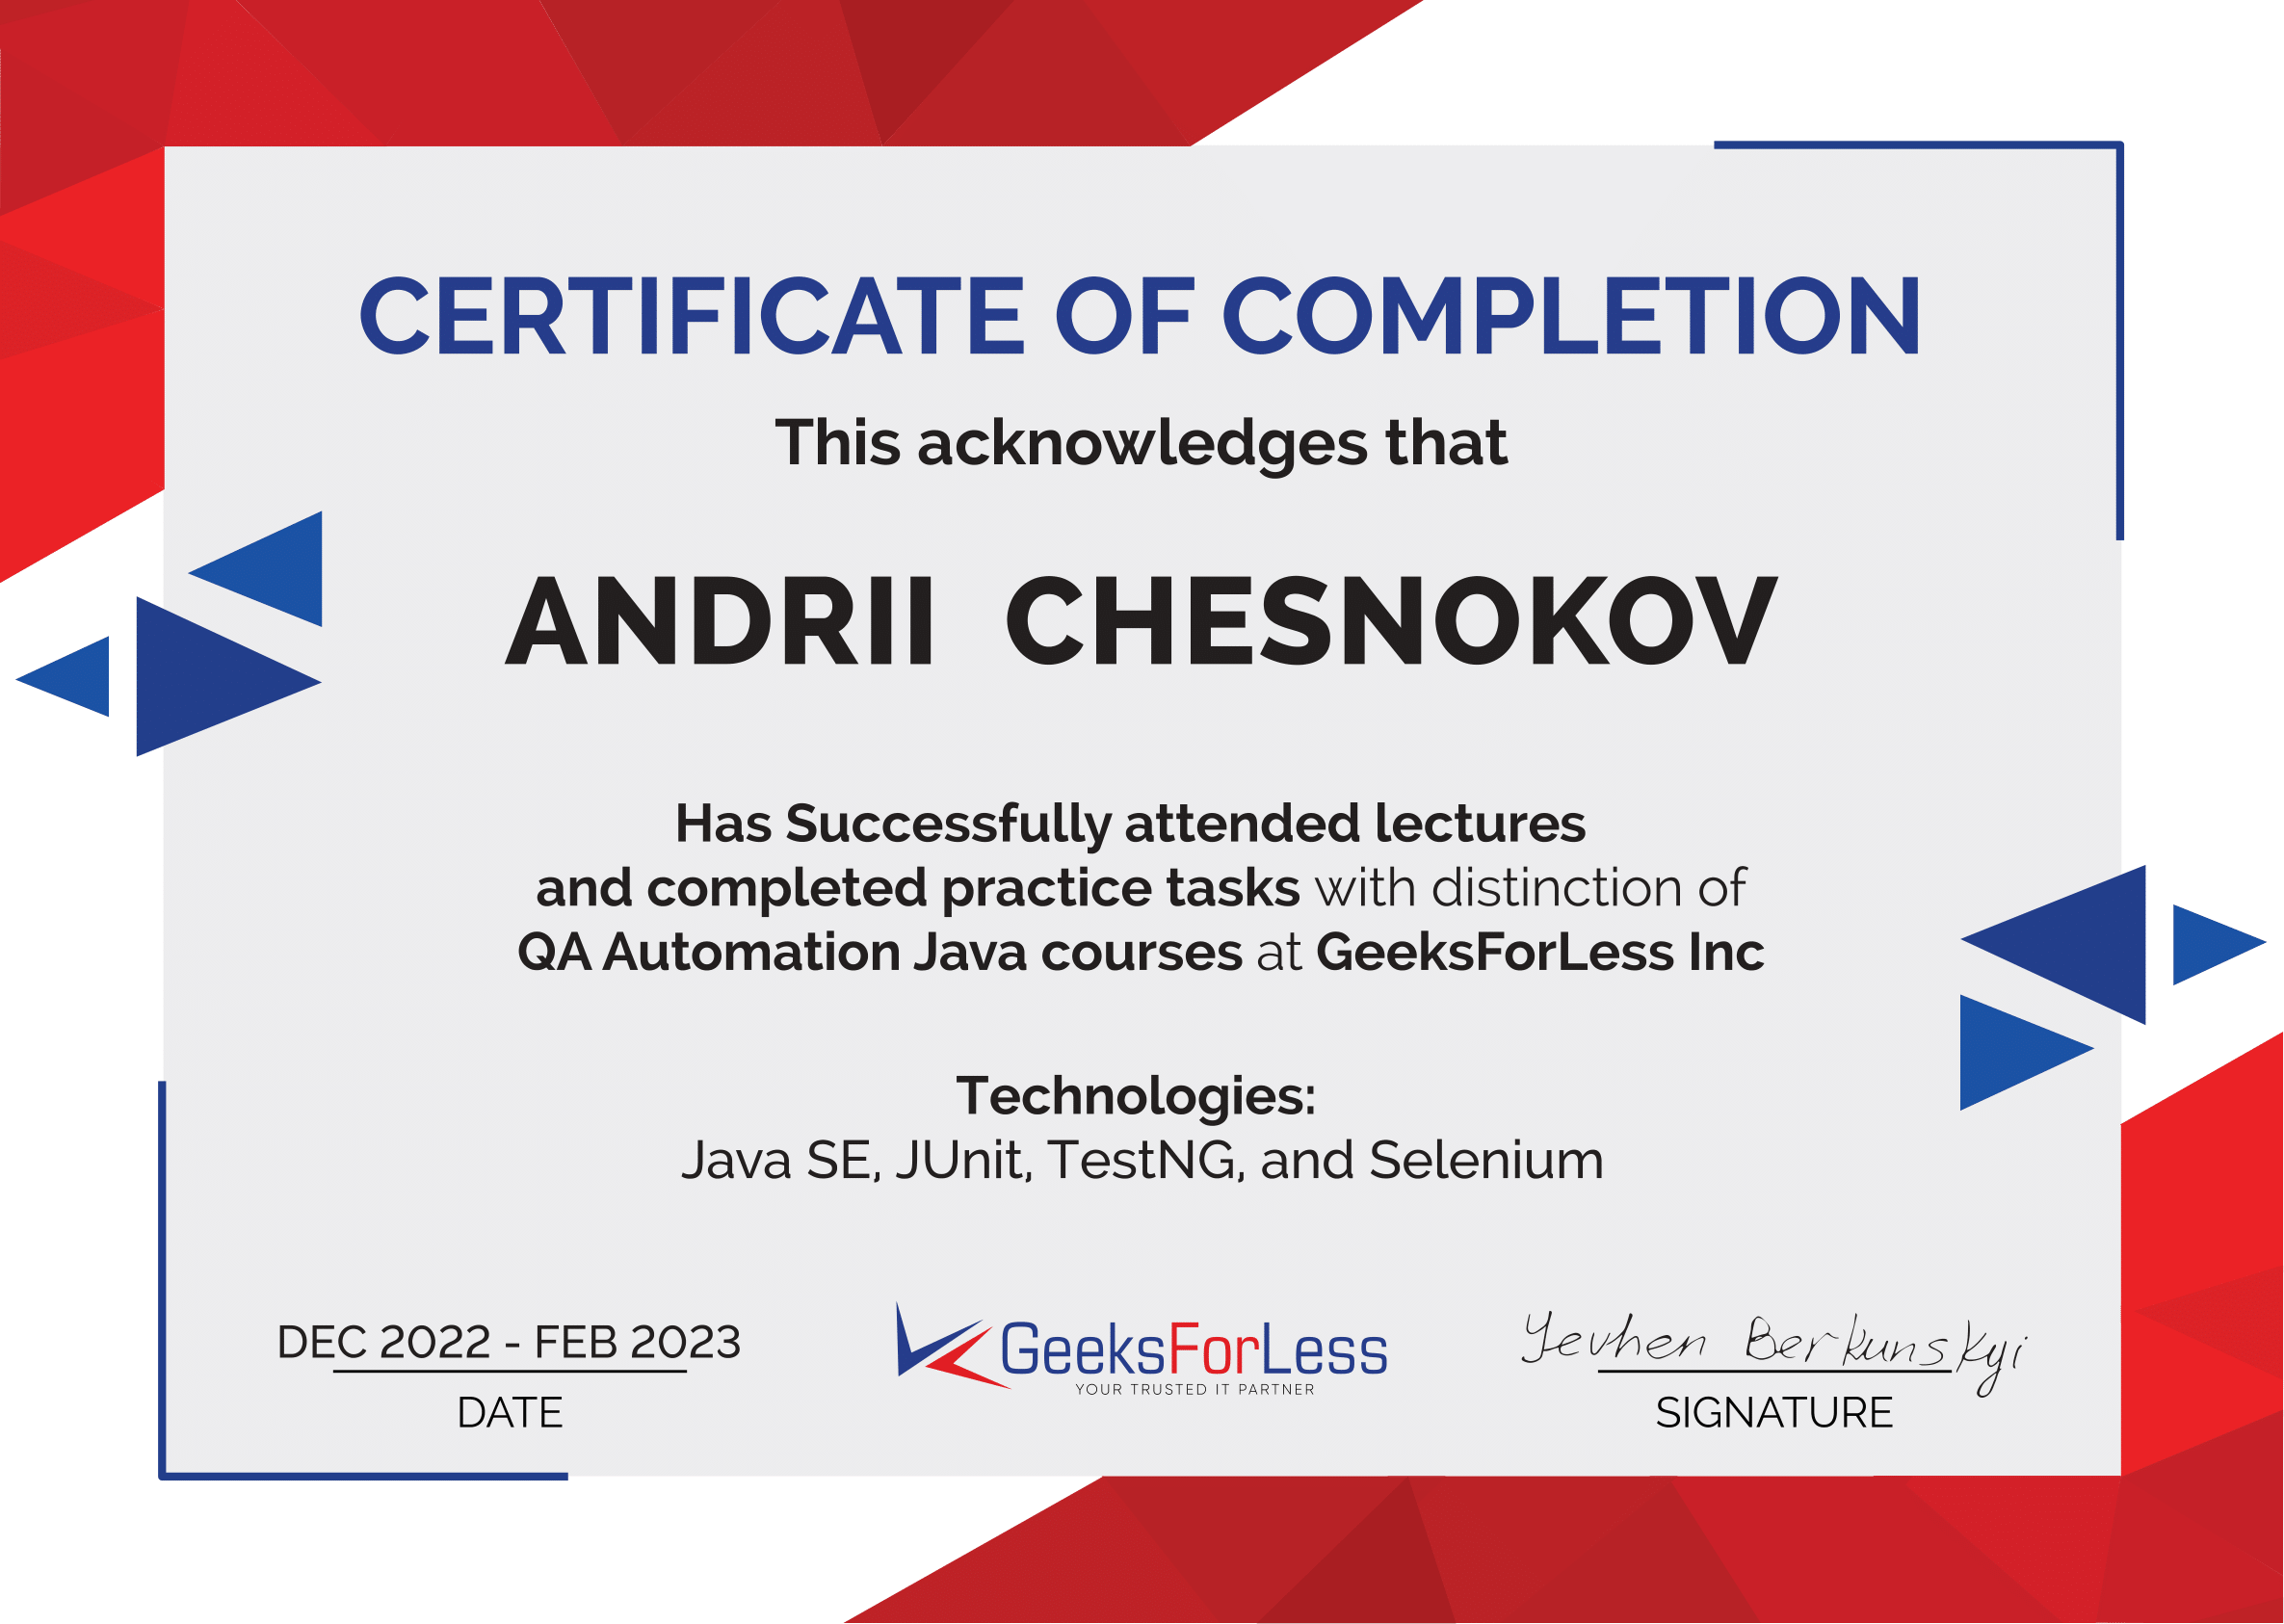 CERTIFICATE OF COMPLETION
This acknowledges that
ANDRII CHESNOKOV
Has Successfully attended lectures
and completed practice tasks with distinction of
QA Automation Java courses at GeeksForLess Inc
Technologies:
Java SE, JUnit, TestNG, and Selenium
DEC 2022 - FEB 2023
DATE
GeeksForLess
YOUR TRUSTED IT PARTNER
Yevhen Berkunskyi
SIGNATURE